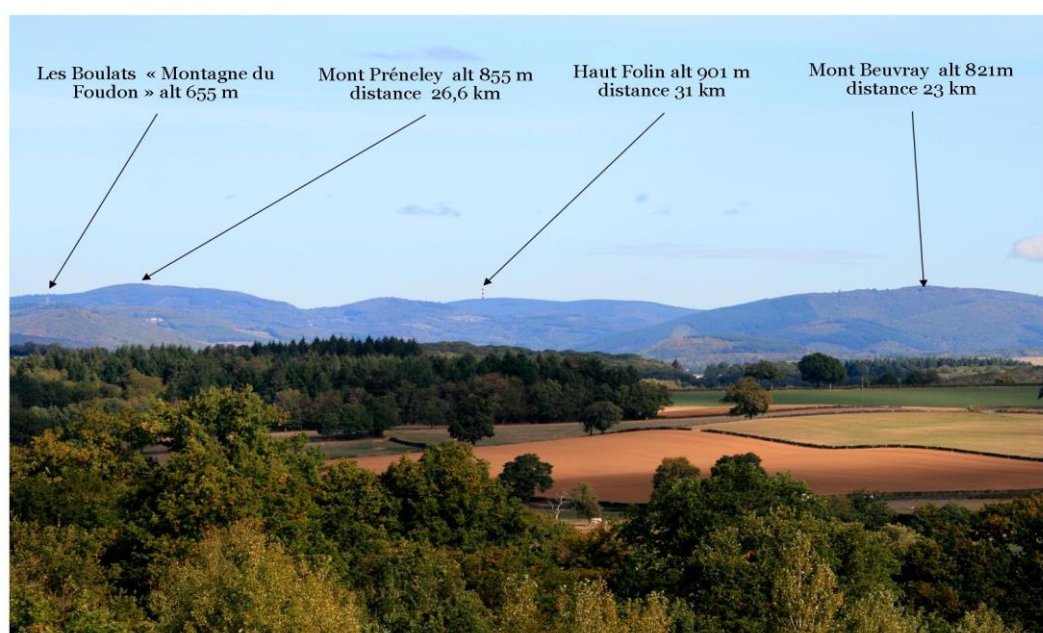 Les Boulats « Montagne du
Foudon » alt 655 m
Mont Préneley alt 855 m
distance 26,6 km
Haut Folin alt 901 m
distance 31 km
Mont Beuvray alt 821m
distance 23 km